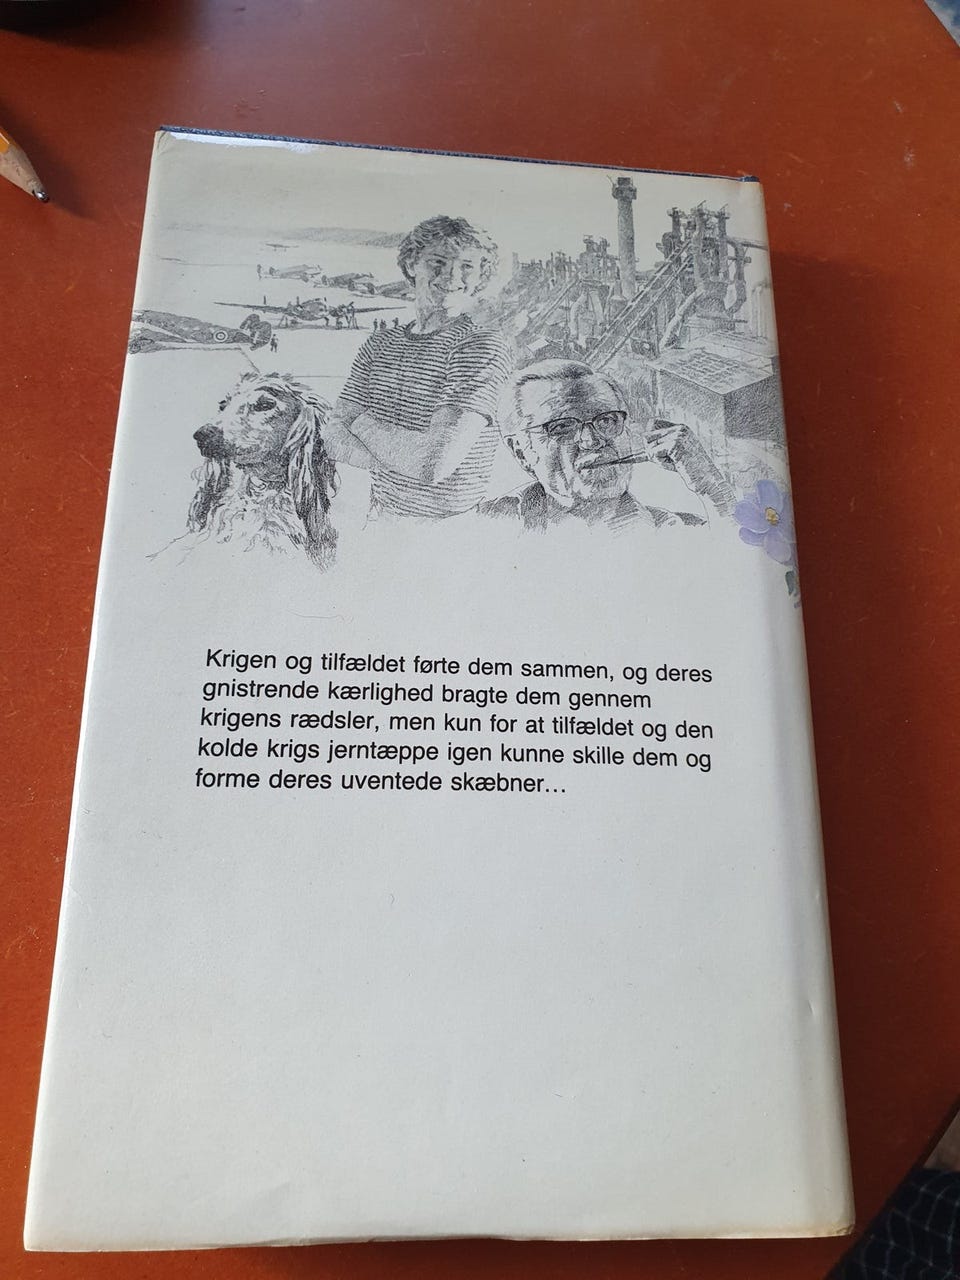 Krigen og tilfældet førte dem sammen, og deres
gnistrende kærlighed bragte dem gennem
krigens rædsler, men kun for at tilfældet og den
kolde krigs jerntæppe igen kunne skille dem og
forme deres uventede skæbner...